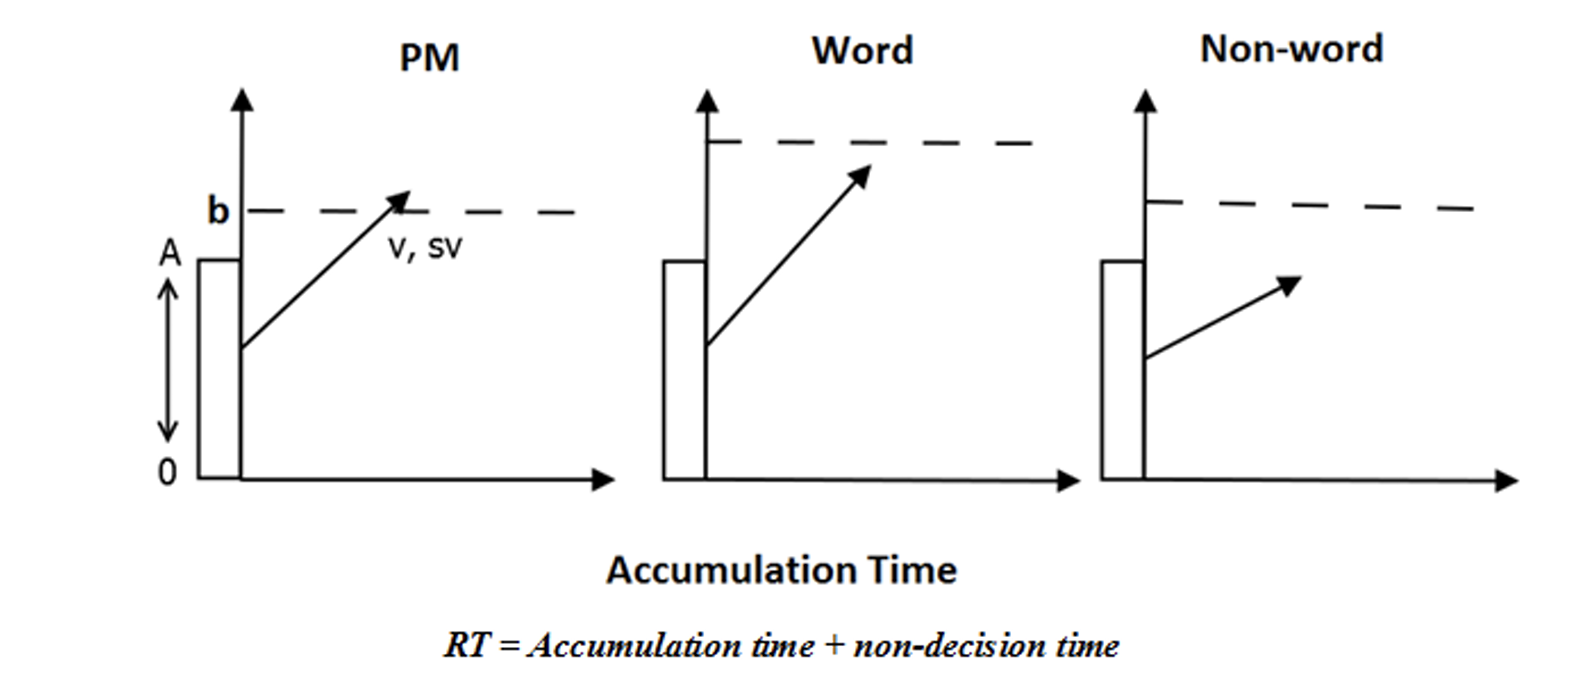 PM
Word
Non-word
b
A
v, sv
0
Accumulation Time
RT = Accumulation time + non-decision time